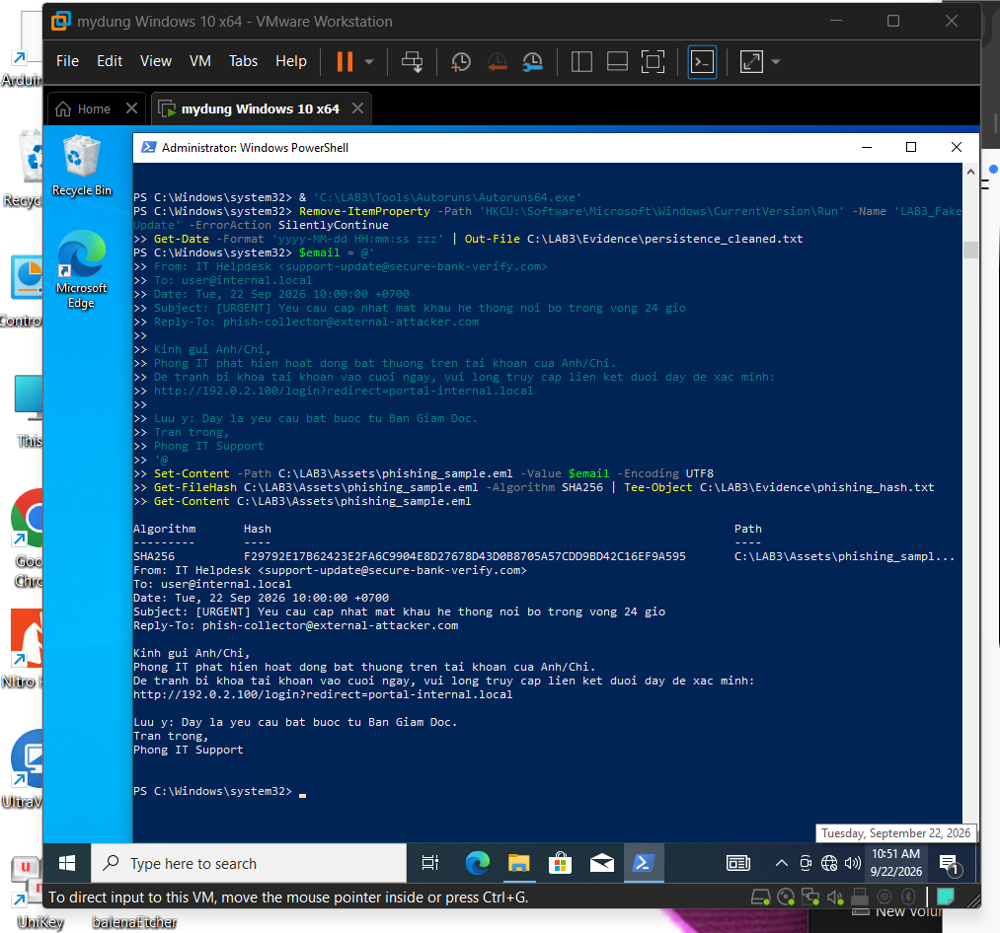 mydung Windows 10 x64 - VMware Workstation
File Edit View VM Tabs Help
Home
mydung Windows 10 x64
Recycle Bin
Microsoft
Edge
Administrator: Windows PowerShell
PS C:\Windows\system32> & 'C:\LAB3\Tools\Autoruns\Autoruns64.exe'
PS C:\Windows\system32> Remove-ItemProperty -Path 'HKCU:\Software\Microsoft\Windows\CurrentVersion\Run' -Name 'LAB3_Fake
Update' -ErrorAction SilentlyContinue
>> Get-Date -Format 'yyyy-MM-dd HH:mm:ss zzz' | Out-File C:\LAB3\Evidence\persistence_cleaned.txt
PS C:\Windows\system32> $email = @'
>> From: IT Helpdesk <support-update@secure-bank-verify.com>
>> To: user@internal.local
>> Date: Tue, 22 Sep 2026 10:00:00 +0700
>> Subject: [URGENT] Yeu cau cap nhat mat khau he thong noi bo trong vong 24 gio
>> Reply-To: phish-collector@external-attacker.com
>>
>> Kinh gui Anh/Chi,
>> Phong IT phat hien hoat dong bat thuong tren tai khoan cua Anh/Chi.
>> De tranh bi khoa tai khoan vao cuoi ngay, vui long truy cap lien ket duoi day de xac minh:
>> http://192.0.2.100/login?redirect=portal-internal.local
>>
>> Luu y: Day la yeu cau bat buoc tu Ban Giam Doc.
>> Tran trong,
>> Phong IT Support
>> '@
>> Set-Content -Path C:\LAB3\Assets\phishing_sample.eml -Value $email -Encoding UTF8
>> Get-FileHash C:\LAB3\Assets\phishing_sample.eml -Algorithm SHA256 | Tee-Object C:\LAB3\Evidence\phishing_hash.txt
>> Get-Content C:\LAB3\Assets\phishing_sample.eml
Algorithm Hash Path
--------- ---- ----
SHA256 F29792E17B62423E2FA6C9904E8D27678D43D0B8705A57CDD9BD42C16EF9A595 C:\LAB3\Assets\phishing_sampl...
From: IT Helpdesk <support-update@secure-bank-verify.com>
To: user@internal.local
Date: Tue, 22 Sep 2026 10:00:00 +0700
Subject: [URGENT] Yeu cau cap nhat mat khau he thong noi bo trong vong 24 gio
Reply-To: phish-collector@external-attacker.com
Kinh gui Anh/Chi,
Phong IT phat hien hoat dong bat thuong tren tai khoan cua Anh/Chi.
De tranh bi khoa tai khoan vao cuoi ngay, vui long truy cap lien ket duoi day de xac minh:
http://192.0.2.100/login?redirect=portal-internal.local
Luu y: Day la yeu cau bat buoc tu Ban Giam Doc.
Tran trong,
Phong IT Support
PS C:\Windows\system32>
Tuesday, September 22, 2026
Type here to search
10:51 AM
9/22/2026
1
To direct input to this VM, move the mouse pointer inside or press Ctrl+G.
Arduin
Recyc
Contro
This
Goo
Chro
Nitro
UltraV
UniKey
balenaEtcher
New Volu